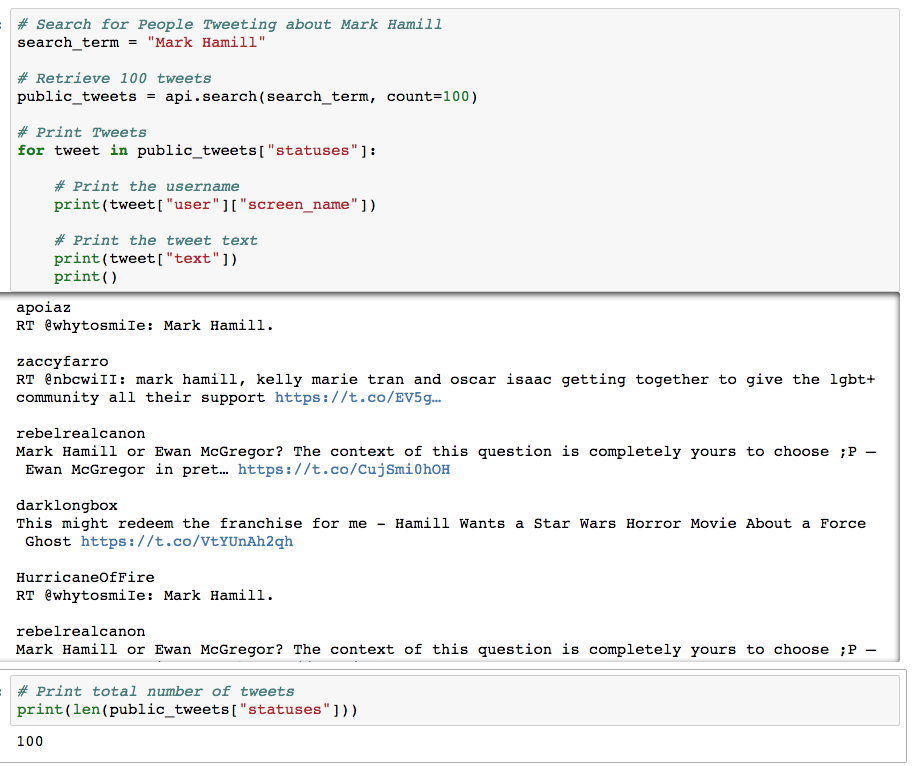 # Search for People Tweeting about Mark Hamill
search_term = "Mark Hamill"
# Retrieve 100 tweets
public_tweets = api.search(search_term, count=100)
# Print Tweets
for tweet in public_tweets["statuses"]:
# Print the username
print(tweet["user"]["screen_name"])
# Print the tweet text
print(tweet["text"])
print()
apoiaz
RT @whytosmiIe: Mark Hamill.
zaccyfarro
RT @nbcwiII: mark hamill, kelly marie tran and oscar isaac getting together to give the lgbt+
community all their support https://t.co/EV5g…
rebelrealcanon
Mark Hamill or Ewan McGregor? The context of this question is completely yours to choose ;P —
Ewan McGregor in pret… https://t.co/CujSmi0hOH
darklongbox
This might redeem the franchise for me - Hamill Wants a Star Wars Horror Movie About a Force
Ghost https://t.co/VtYUnAh2qh
HurricaneOfFire
RT @whytosmiIe: Mark Hamill.
rebelrealcanon
Mark Hamill or Ewan McGregor? The context of this question is completely yours to choose ;P —
# Print total number of tweets
print(len(public_tweets["statuses"]))
100